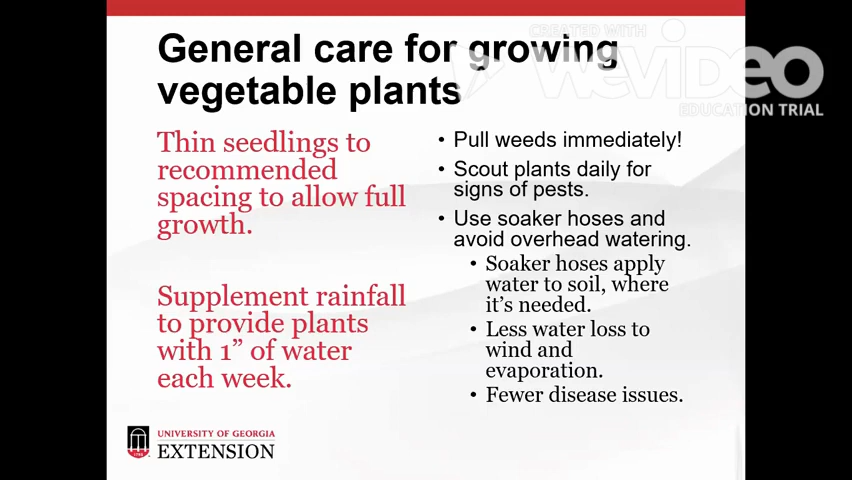 CREATED WITH
WEVIDEO
EDUCATION TRIAL
General care for growing
vegetable plants
Thin seedlings to
recommended
spacing to allow full
growth.
Supplement rainfall
to provide plants
with 1” of water
each week.
• Pull weeds immediately!
• Scout plants daily for
signs of pests.
• Use soaker hoses and
avoid overhead watering.
• Soaker hoses apply
water to soil, where
it’s needed.
• Less water loss to
wind and
evaporation.
• Fewer disease issues.
UNIVERSITY OF GEORGIA
EXTENSION